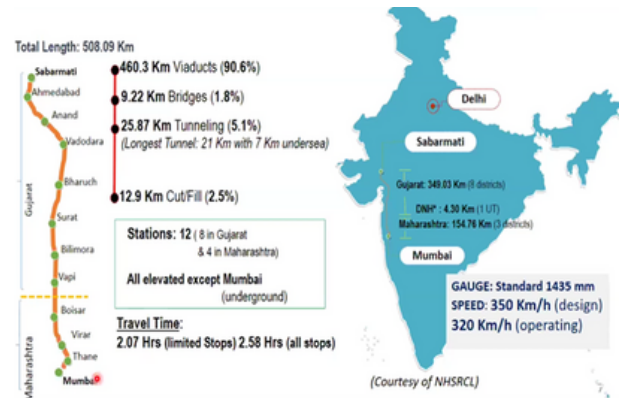 Total Length: 508.09 Km
Sabarmati
Ahmedabad
Anand
Vadodara
Bharuch
Surat
Bilimora
Vapi
Boisar
Virar
Thane
Mumbai
Gujarat
Maharashtra
460.3 Km Viaducts (90.6%)
9.22 Km Bridges (1.8%)
25.87 Km Tunneling (5.1%)
(Longest Tunnel: 21 Km with 7 Km undersea)
12.9 Km Cut/Fill (2.5%)
Stations: 12 ( 8 in Gujarat
& 4 in Maharashtra)
All elevated except Mumbai
(underground)
Travel Time:
2.07 Hrs (limited Stops) 2.58 Hrs (all stops)
Delhi
Sabarmati
Gujarat: 349.03 Km (8 districts)
DNH* : 4.30 Km (1 UT)
Maharashtra: 154.76 Km (3 districts)
Mumbai
GAUGE: Standard 1435 mm
SPEED: 350 Km/h (design)
320 Km/h (operating)
(Courtesy of NHSRCL)